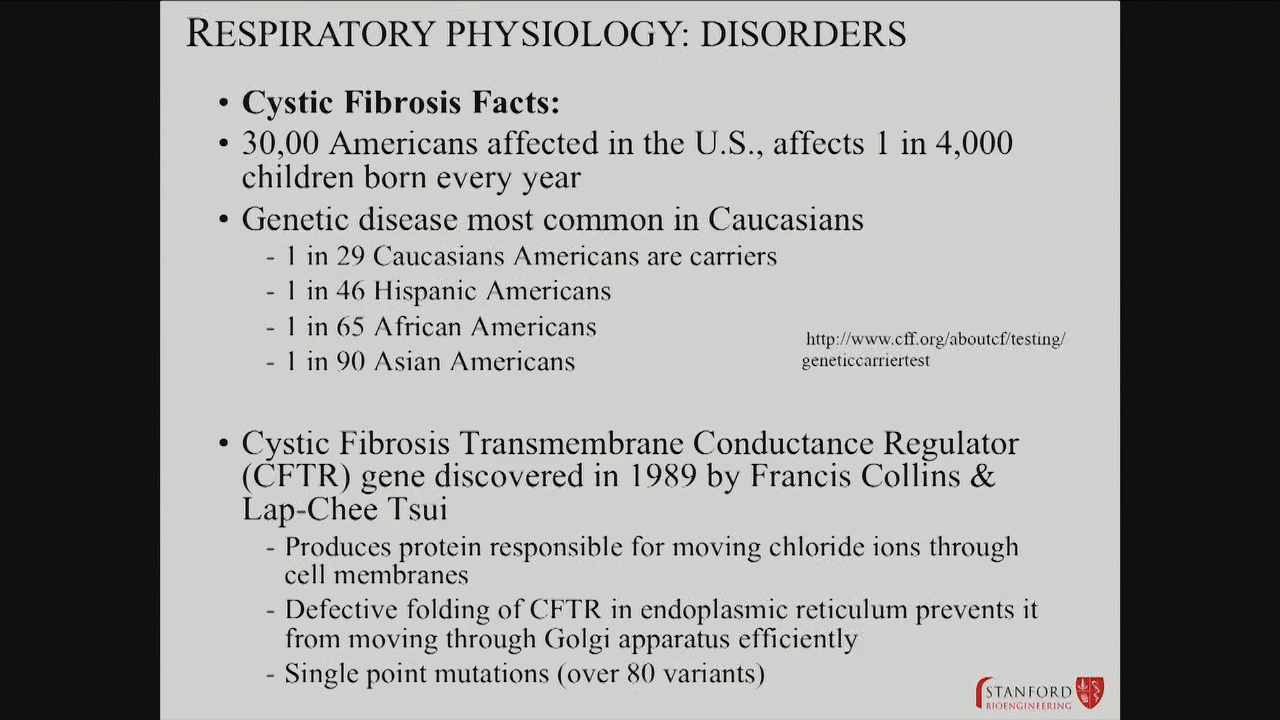 RESPIRATORY PHYSIOLOGY: DISORDERS
• Cystic Fibrosis Facts:
• 30,00 Americans affected in the U.S., affects 1 in 4,000
children born every year
• Genetic disease most common in Caucasians
- 1 in 29 Caucasians Americans are carriers
- 1 in 46 Hispanic Americans
- 1 in 65 African Americans
- 1 in 90 Asian Americans
http://www.cff.org/aboutcf/testing/
geneticcarriertest
• Cystic Fibrosis Transmembrane Conductance Regulator
(CFTR) gene discovered in 1989 by Francis Collins &
Lap-Chee Tsui
- Produces protein responsible for moving chloride ions through
cell membranes
- Defective folding of CFTR in endoplasmic reticulum prevents it
from moving through Golgi apparatus efficiently
- Single point mutations (over 80 variants)
STANFORD
BIOENGINEERING